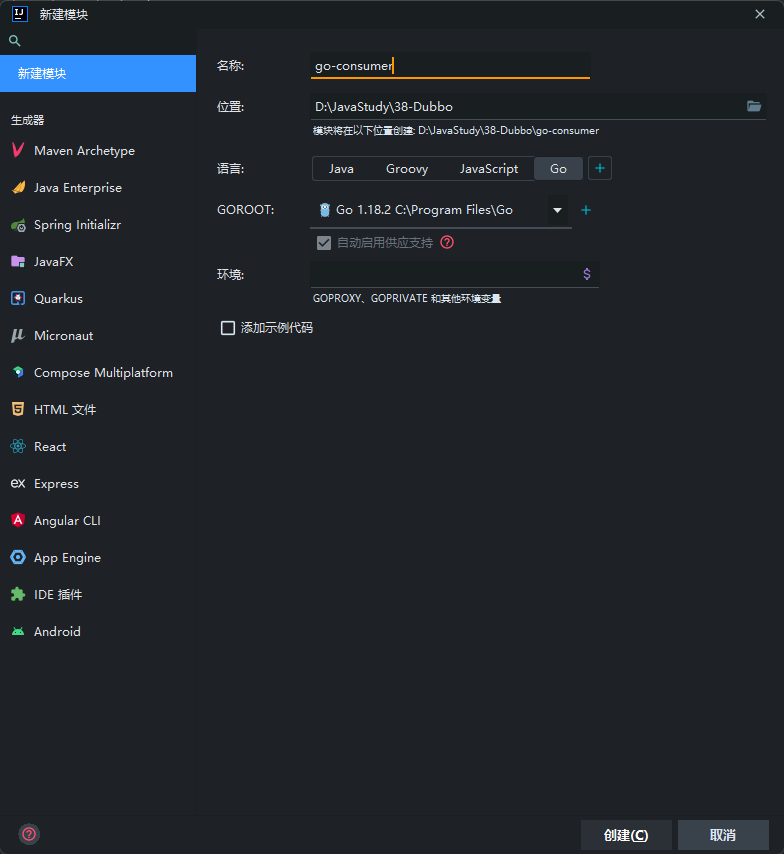 新建模块
新建模块
生成器
Maven Archetype
Java Enterprise
Spring Initializr
JavaFX
Quarkus
Micronaut
Compose Multiplatform
HTML 文件
React
Express
Angular CLI
App Engine
IDE 插件
Android
名称: go-consumer
位置: D:\JavaStudy\38-Dubbo
模块将在以下位置创建: D:\JavaStudy\38-Dubbo\go-consumer
语言: Java Groovy JavaScript Go +
GOROOT: Go 1.18.2 C:\Program Files\Go +
自动启用供应支持 ?
环境: $
GOPROXY、GOPRIVATE 和其他环境变量
添加示例代码
? 创建(C) 取消